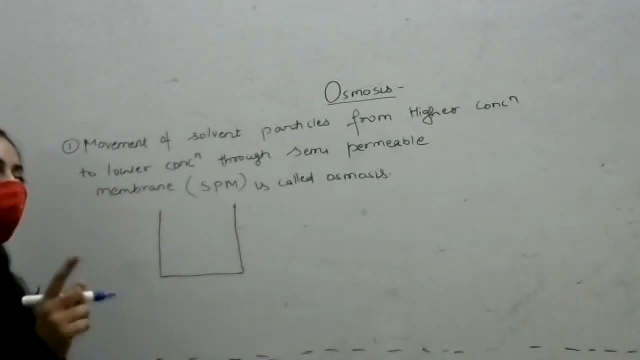 Osmosis -
① Movement of solvent particles from Higher concⁿ
to lower concⁿ through semi permeable
membrane (SPM) is called osmosis.